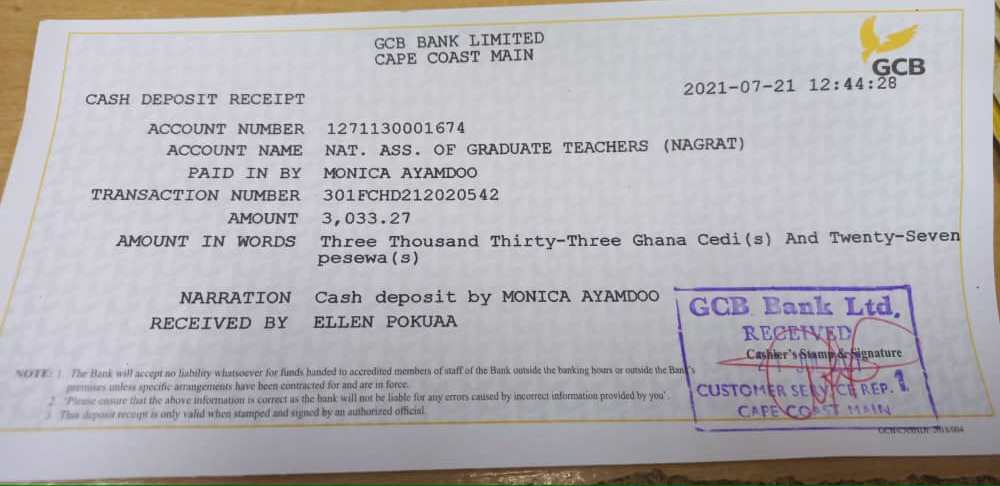 GCB BANK LIMITED
CAPE COAST MAIN
GCB
2021-07-21 12:44:28
CASH DEPOSIT RECEIPT
ACCOUNT NUMBER 1271130001674
ACCOUNT NAME NAT. ASS. OF GRADUATE TEACHERS (NAGRAT)
PAID IN BY MONICA AYAMDOO
TRANSACTION NUMBER 301FCHD212020542
AMOUNT 3,033.27
AMOUNT IN WORDS Three Thousand Thirty-Three Ghana Cedi(s) And Twenty-Seven
pesewa(s)
NARRATION Cash deposit by MONICA AYAMDOO
RECEIVED BY ELLEN POKUAA
GCB Bank Ltd.
RECEIVED
Cashier's Stamp & Signature
CUSTOMER SERVICE REP. 1
CAPE COAST MAIN
NOTE: 1. The Bank will accept no liability whatsoever for funds handed to accredited members of staff of the Bank outside the banking hours or outside the Bank's
premises unless specific arrangements have been contracted for and are in force.
2. 'Please ensure that the above information is correct as the bank will not be liable for any errors caused by incorrect information provided by you'.
3. This deposit receipt is only valid when stamped and signed by an authorized official.